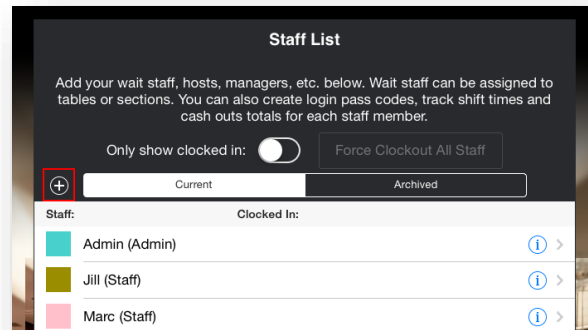 Staff List
Add your wait staff, hosts, managers, etc. below. Wait staff can be assigned to
tables or sections. You can also create login pass codes, track shift times and
cash outs totals for each staff member.
Only show clocked in: Force Clockout All Staff
Current Archived
Staff: Clocked In:
Admin (Admin)
Jill (Staff)
Marc (Staff)